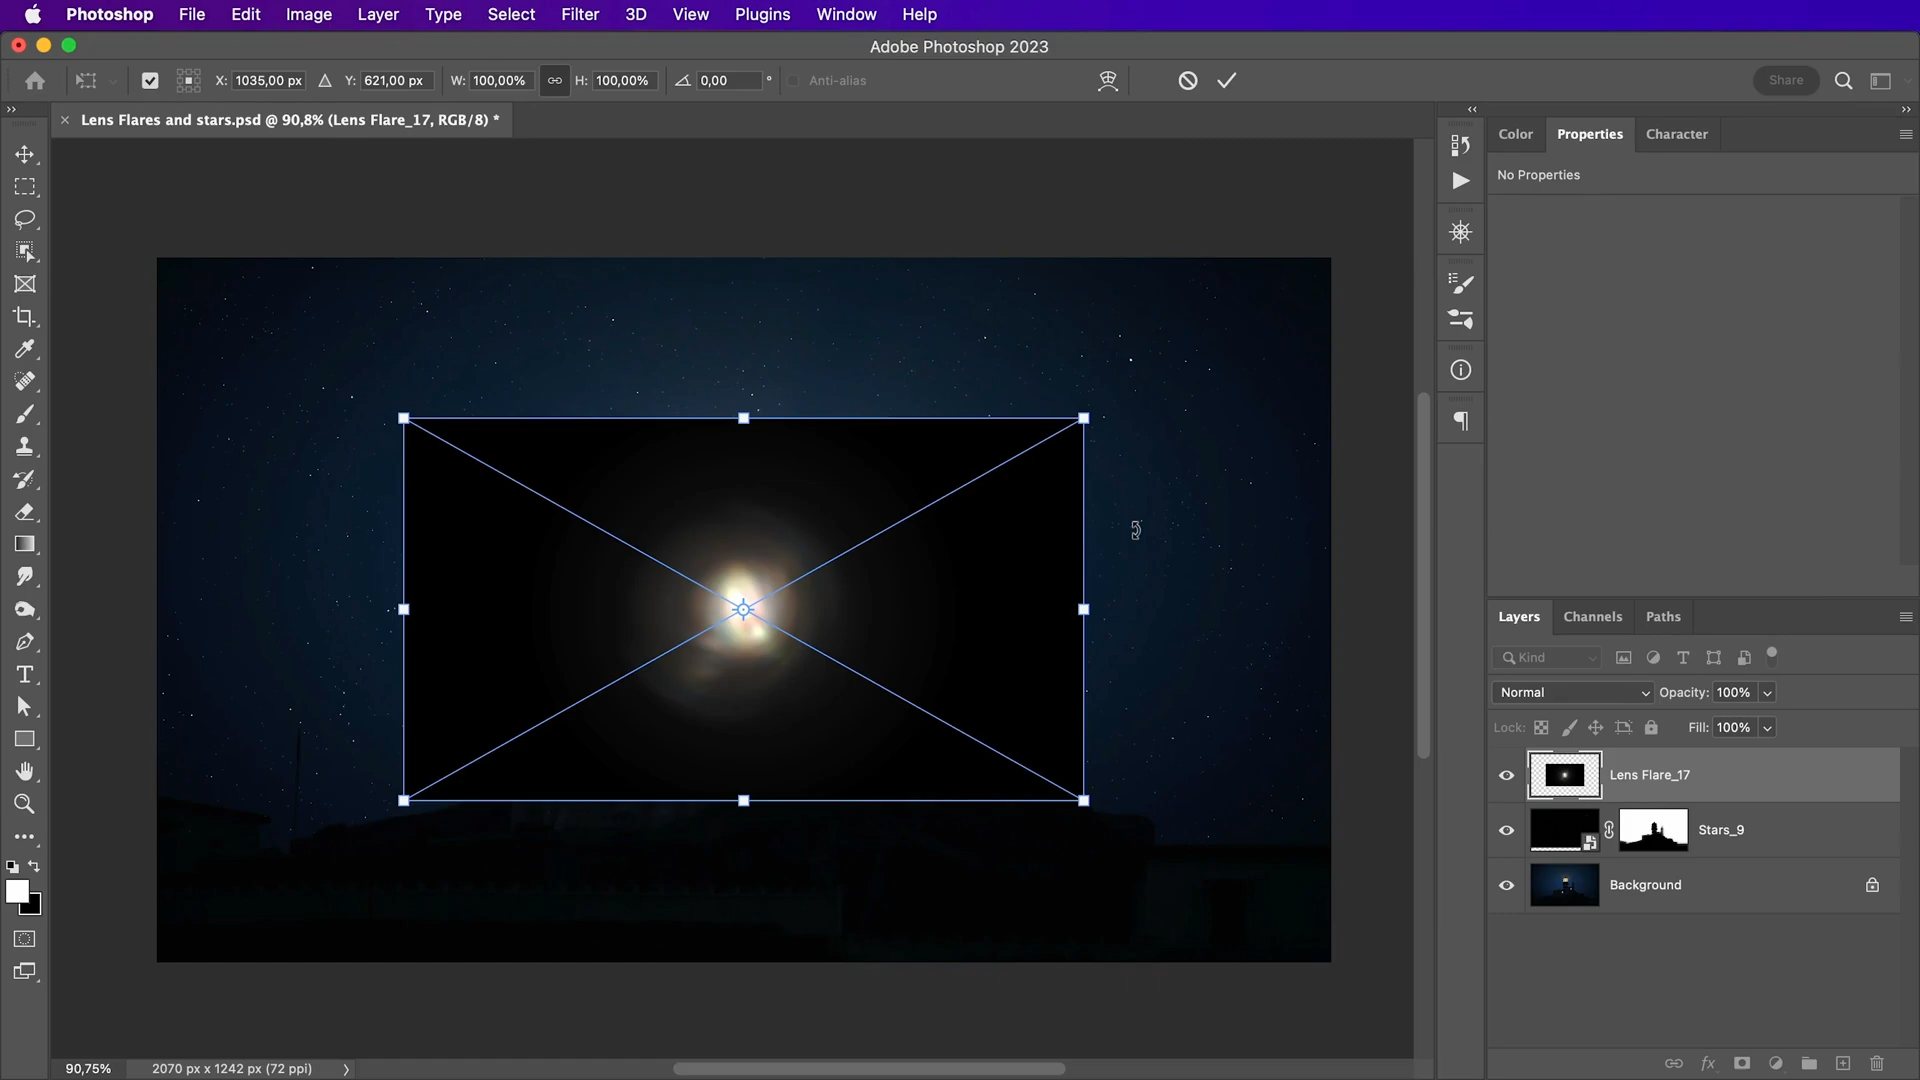 Photoshop File Edit Image Layer Type Select Filter 3D View Plugins Window Help
Adobe Photoshop 2023
X: 1035,00 px Y: 621,00 px W: 100,00% H: 100,00% 0,00 ° Anti-alias Share
Lens Flares and stars.psd @ 90,8% (Lens Flare_17, RGB/8) *
Color Properties Character
No Properties
Layers Channels Paths
Kind
Normal Opacity: 100%
Lock: Fill: 100%
Lens Flare_17
Stars_9
Background
90,75% 2070 px x 1242 px (72 ppi)